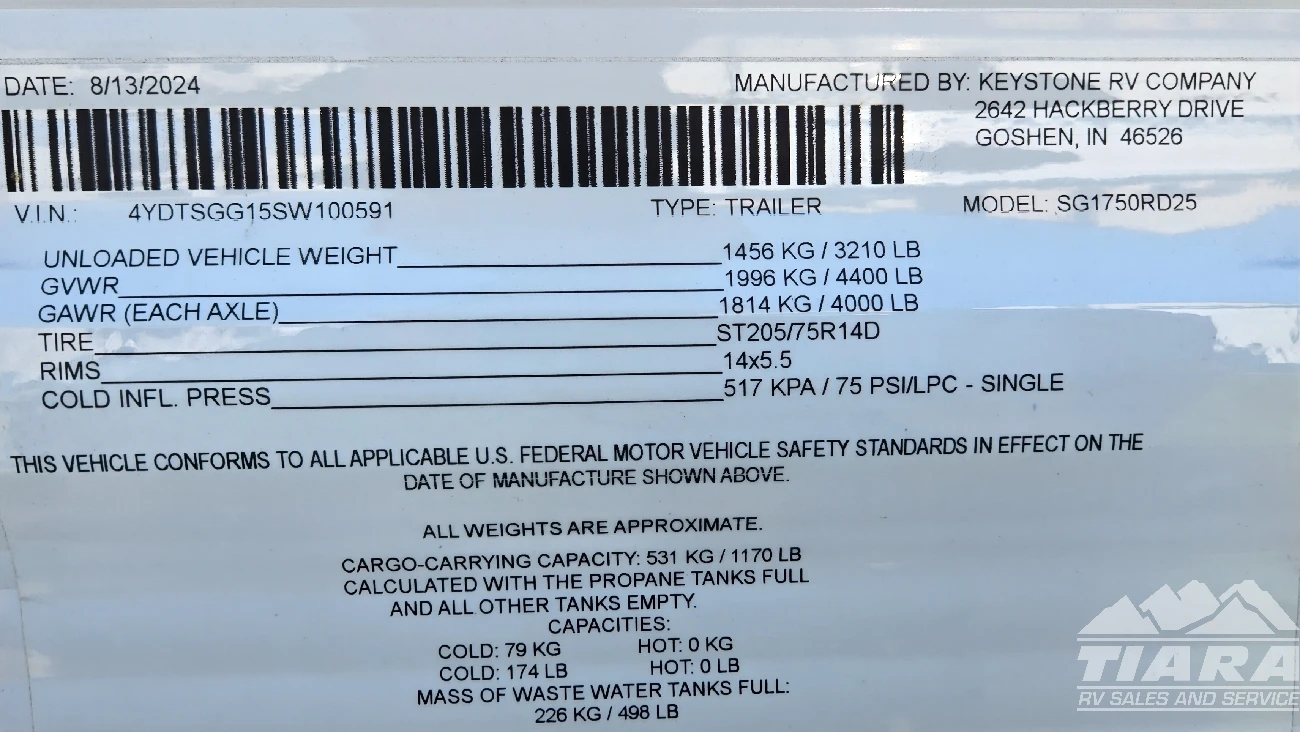 DATE: 8/13/2024
MANUFACTURED BY: KEYSTONE RV COMPANY
2642 HACKBERRY DRIVE
GOSHEN, IN 46526
V.I.N.: 4YDTSGG15SW100591 TYPE: TRAILER MODEL: SG1750RD25
UNLOADED VEHICLE WEIGHT 1456 KG / 3210 LB
GVWR 1996 KG / 4400 LB
GAWR (EACH AXLE) 1814 KG / 4000 LB
TIRE ST205/75R14D
RIMS 14x5.5
COLD INFL. PRESS 517 KPA / 75 PSI/LPC - SINGLE
THIS VEHICLE CONFORMS TO ALL APPLICABLE U.S. FEDERAL MOTOR VEHICLE SAFETY STANDARDS IN EFFECT ON THE
DATE OF MANUFACTURE SHOWN ABOVE.
ALL WEIGHTS ARE APPROXIMATE.
CARGO-CARRYING CAPACITY: 531 KG / 1170 LB
CALCULATED WITH THE PROPANE TANKS FULL
AND ALL OTHER TANKS EMPTY.
CAPACITIES:
COLD: 79 KG HOT: 0 KG
COLD: 174 LB HOT: 0 LB
MASS OF WASTE WATER TANKS FULL:
226 KG / 498 LB
TIARA
RV SALES AND SERVICE